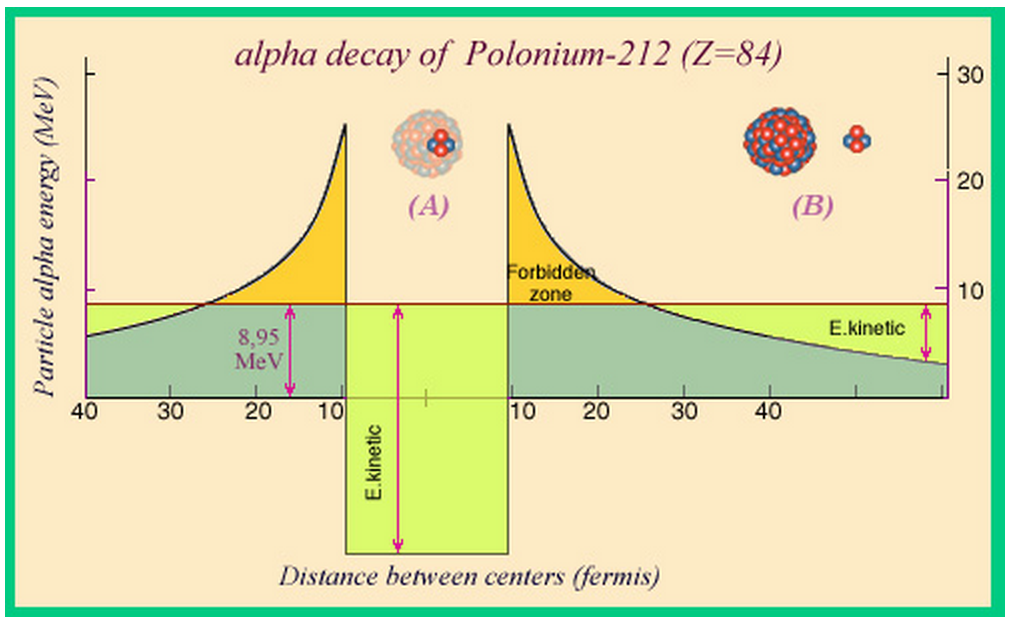 alpha decay of Polonium-212 (Z=84)
Particle alpha energy (MeV)
30
20
10
(A)
(B)
Forbidden
zone
8,95
MeV
E.kinetic
E.kinetic
40 30 20 10 10 20 30 40
Distance between centers (fermis)